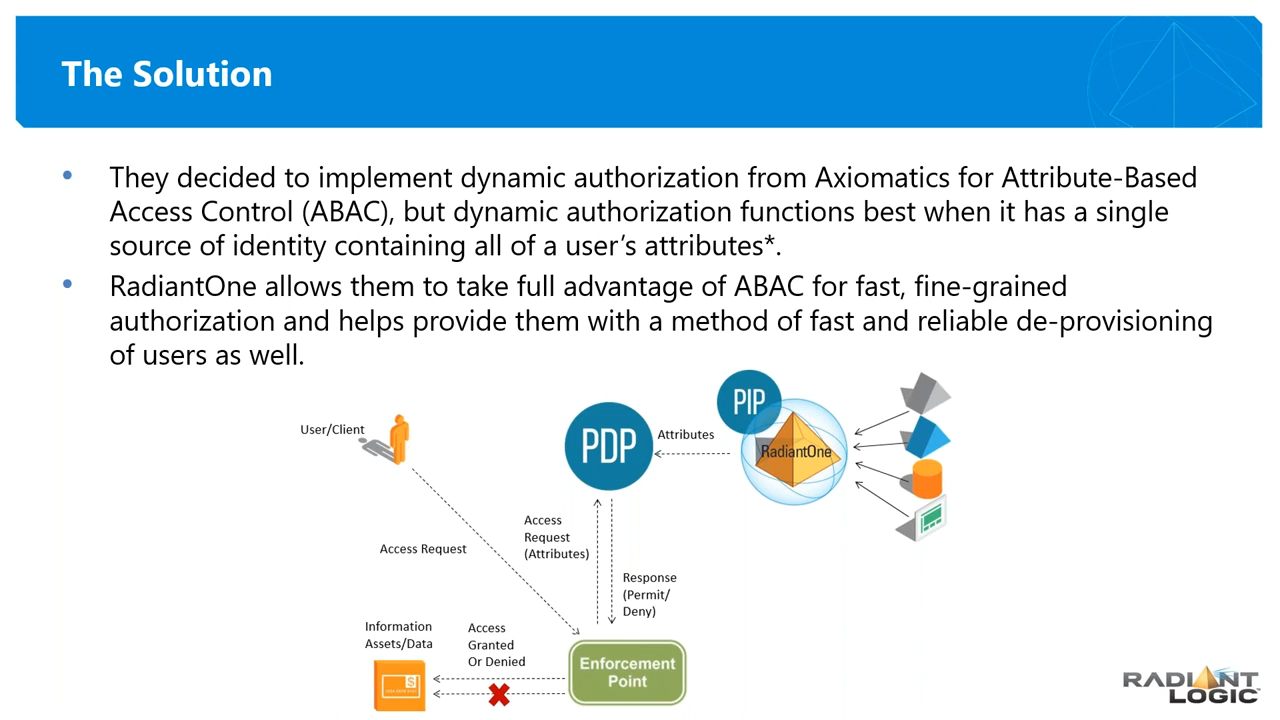 The Solution
• They decided to implement dynamic authorization from Axiomatics for Attribute-Based
Access Control (ABAC), but dynamic authorization functions best when it has a single
source of identity containing all of a user’s attributes*.
• RadiantOne allows them to take full advantage of ABAC for fast, fine-grained
authorization and helps provide them with a method of fast and reliable de-provisioning
of users as well.
User/Client
PDP
Attributes
PIP
RadiantOne
Access Request
Access
Request
(Attributes)
Response
(Permit/
Deny)
Information
Assets/Data
Access
Granted
Or Denied
Enforcement
Point
RADIANT
LOGIC